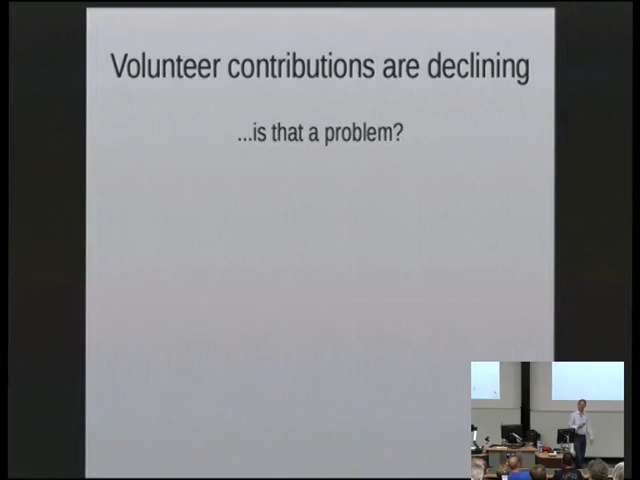 Volunteer contributions are declining
...is that a problem?